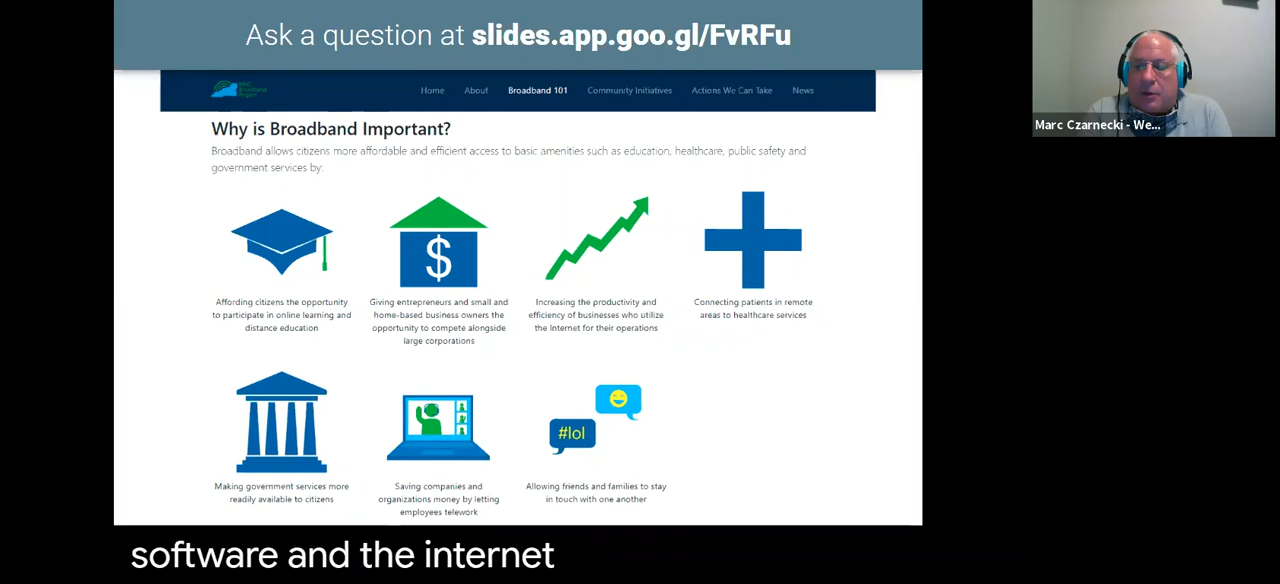 Ask a question at slides.app.goo.gl/FvRFu
Home About Broadband 101 Community Initiatives Actions We Can Take News
Why is Broadband Important?
Broadband allows citizens more affordable and efficient access to basic amenities such as education, healthcare, public safety and
government services by:
Affording citizens the opportunity
to participate in online learning and
distance education
Giving entrepreneurs and small and
home-based business owners the
opportunity to compete alongside
large corporations
Increasing the productivity and
efficiency of businesses who utilize
the Internet for their operations
Connecting patients in remote
areas to healthcare services
$
#lol
Making government services more
readily available to citizens
Saving companies and
organizations money by letting
employees telework
Allowing friends and families to stay
in touch with one another
software and the internet
Marc Czarnecki - We...